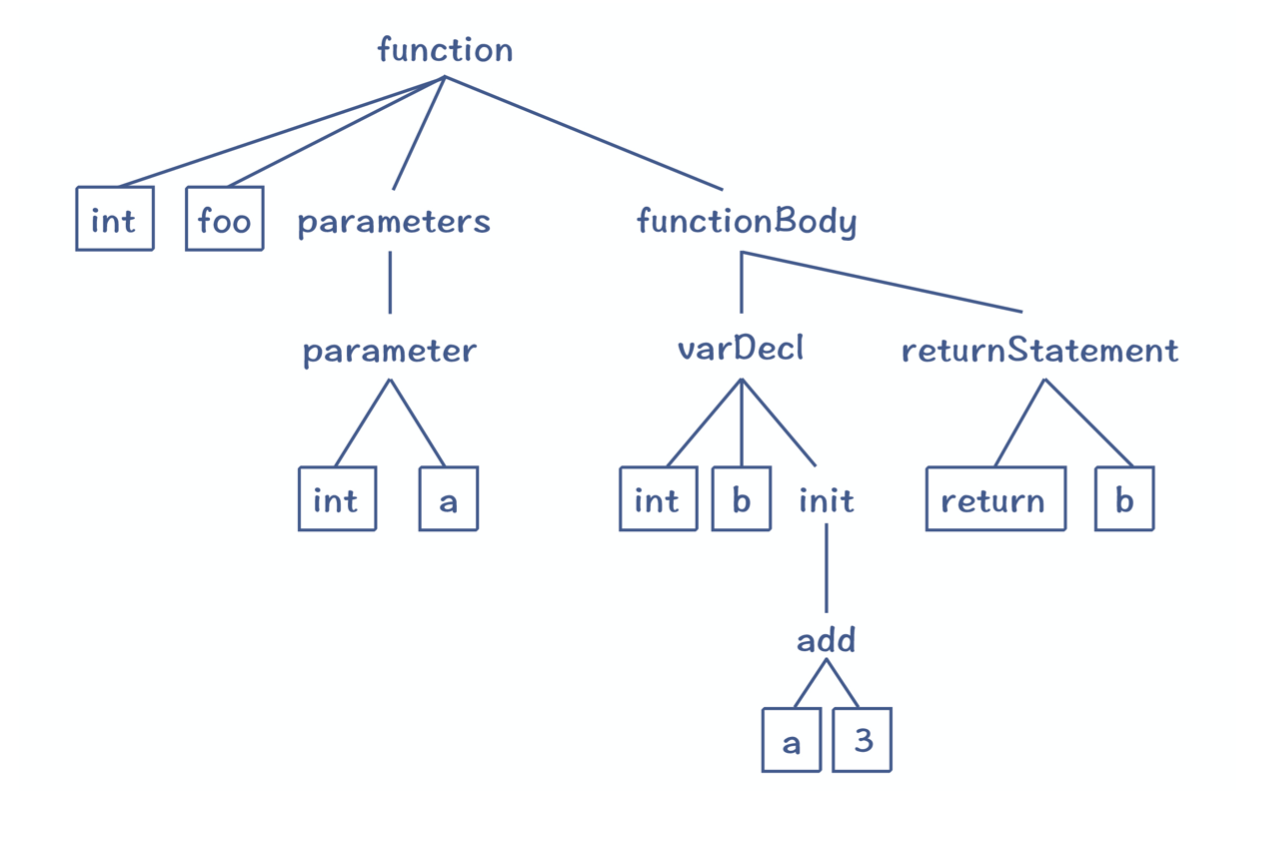 function
int foo parameters functionBody
parameter varDecl returnStatement
int a int b init return b
add
a 3